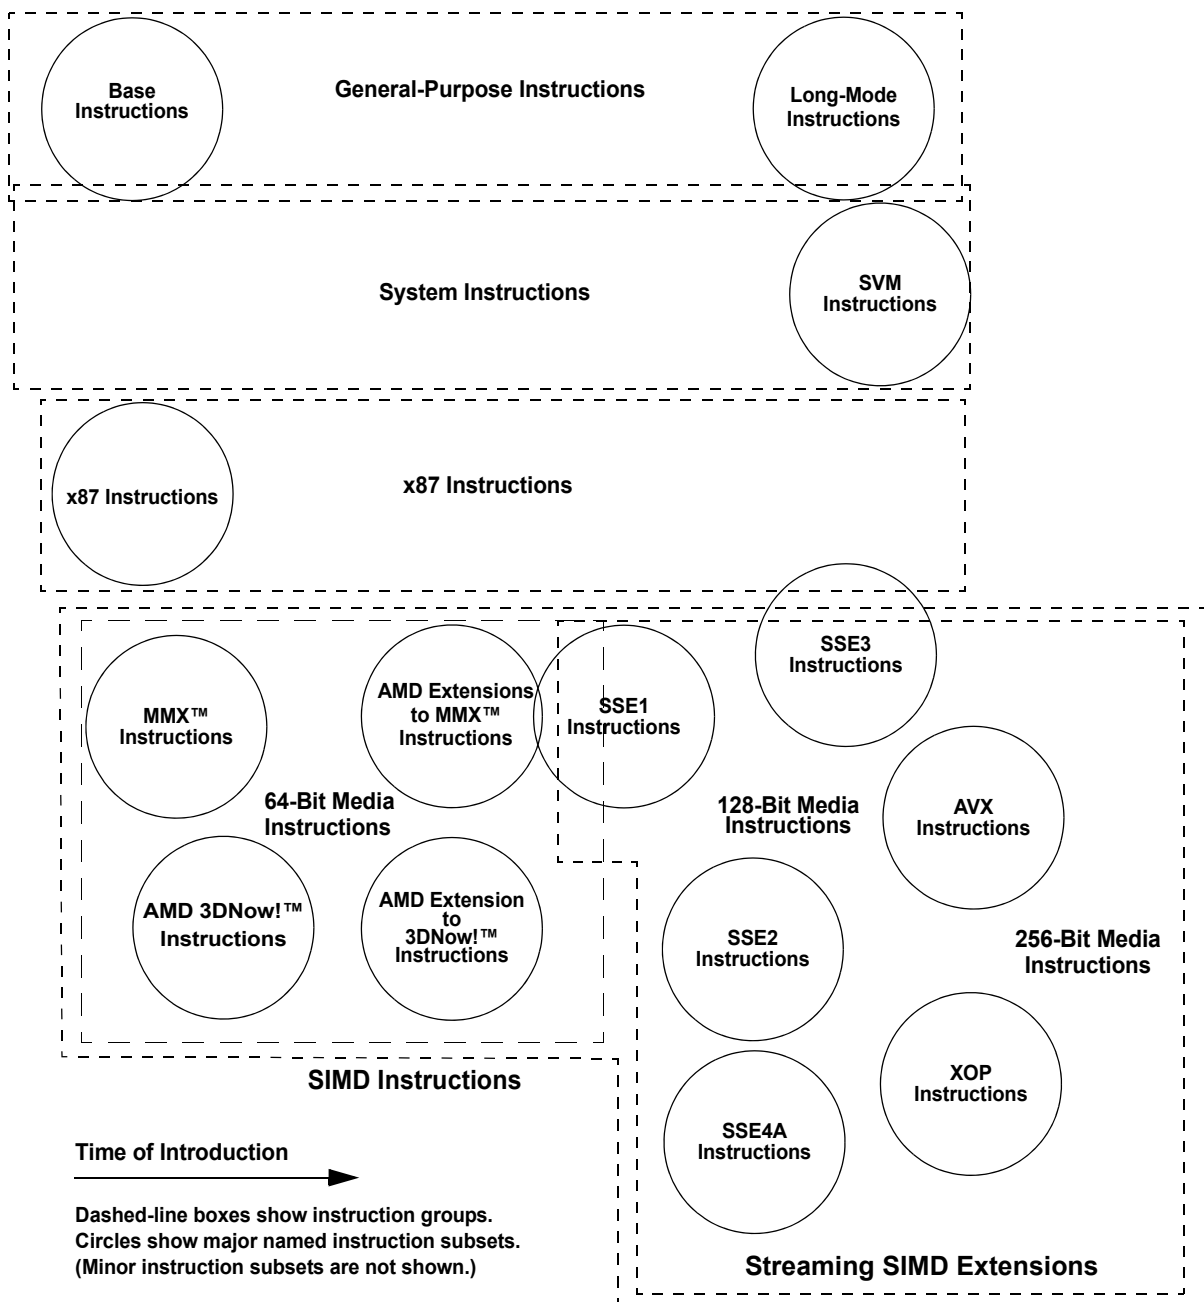 Base
Instructions
General-Purpose Instructions
Long-Mode
Instructions
System Instructions
SVM
Instructions
x87 Instructions
x87 Instructions
MMX™
Instructions
AMD Extensions
to MMX™
Instructions
SSE1
Instructions
SSE3
Instructions
64-Bit Media
Instructions
128-Bit Media
Instructions
AVX
Instructions
AMD 3DNow!™
Instructions
AMD Extension
to
3DNow!™
Instructions
SSE2
Instructions
256-Bit Media
Instructions
SIMD Instructions
XOP
Instructions
SSE4A
Instructions
Time of Introduction
Dashed-line boxes show instruction groups.
Circles show major named instruction subsets.
(Minor instruction subsets are not shown.)
Streaming SIMD Extensions